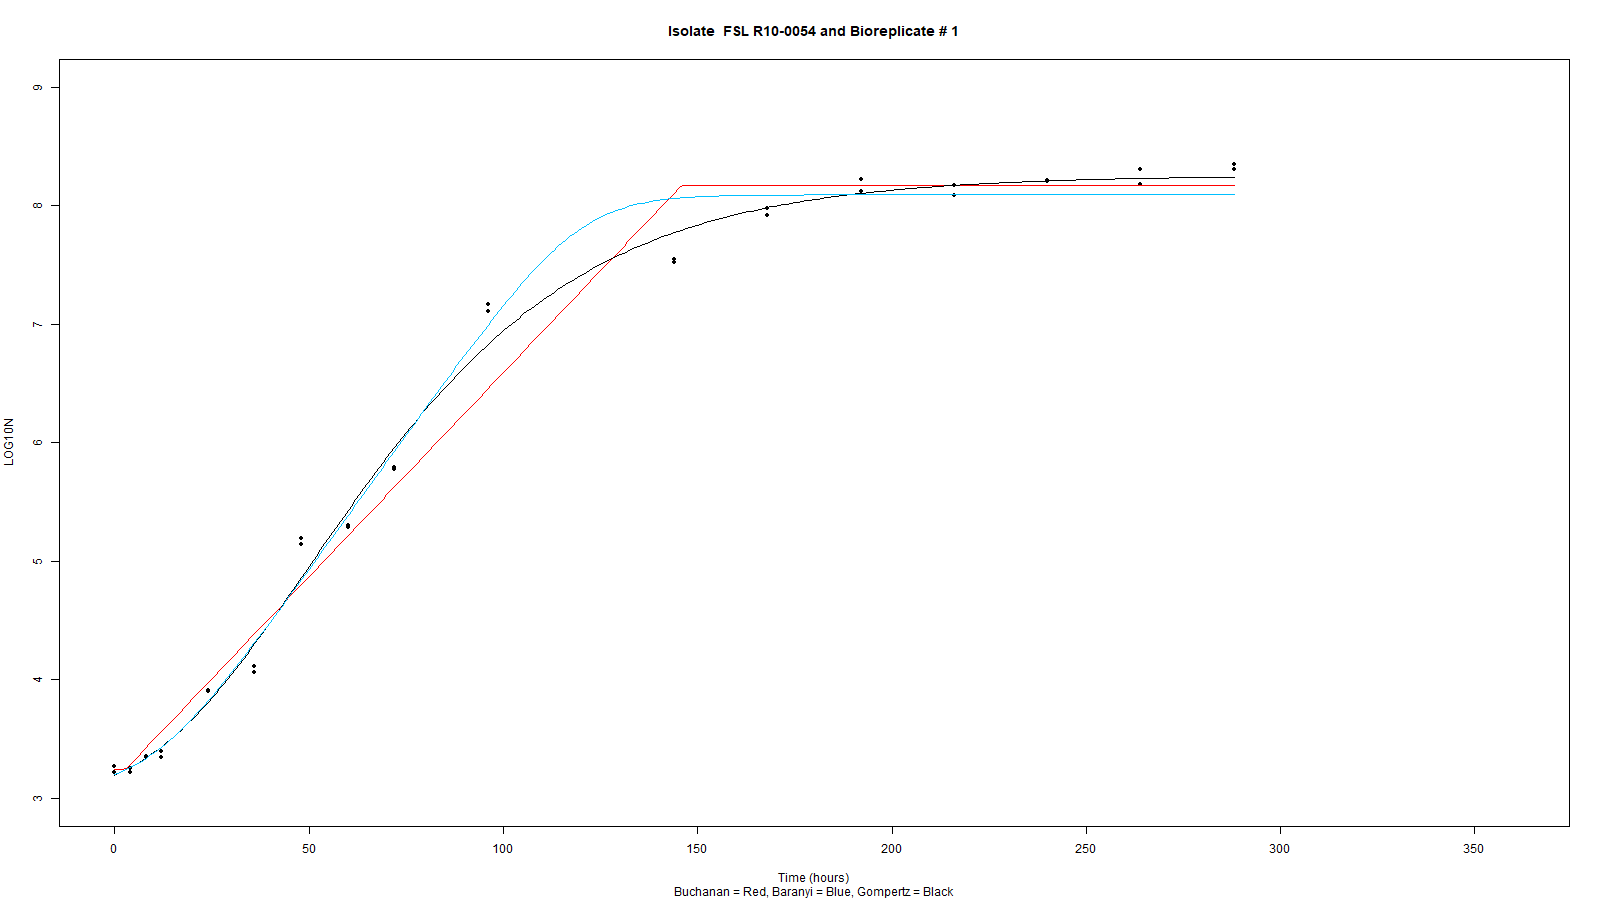 Isolate  FSL R10-0054 and Bioreplicate # 1
9
8
7
6
5
4
3
LOG10N
0 50 100 150 200 250 300 350
Time (hours)
Buchanan = Red, Baranyi = Blue, Gompertz = Black